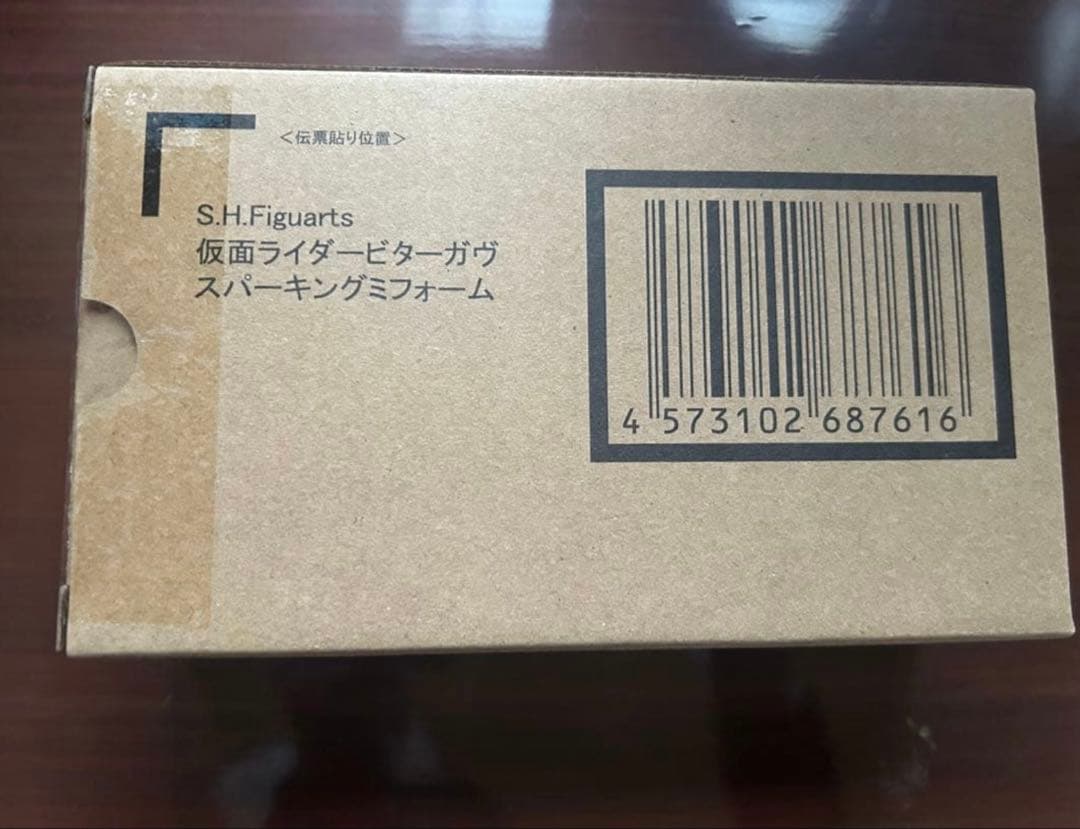 ＜伝票貼り位置＞
S.H.Figuarts
仮面ライダービターガヴ
スパーキングミフォーム
4 573102 687616